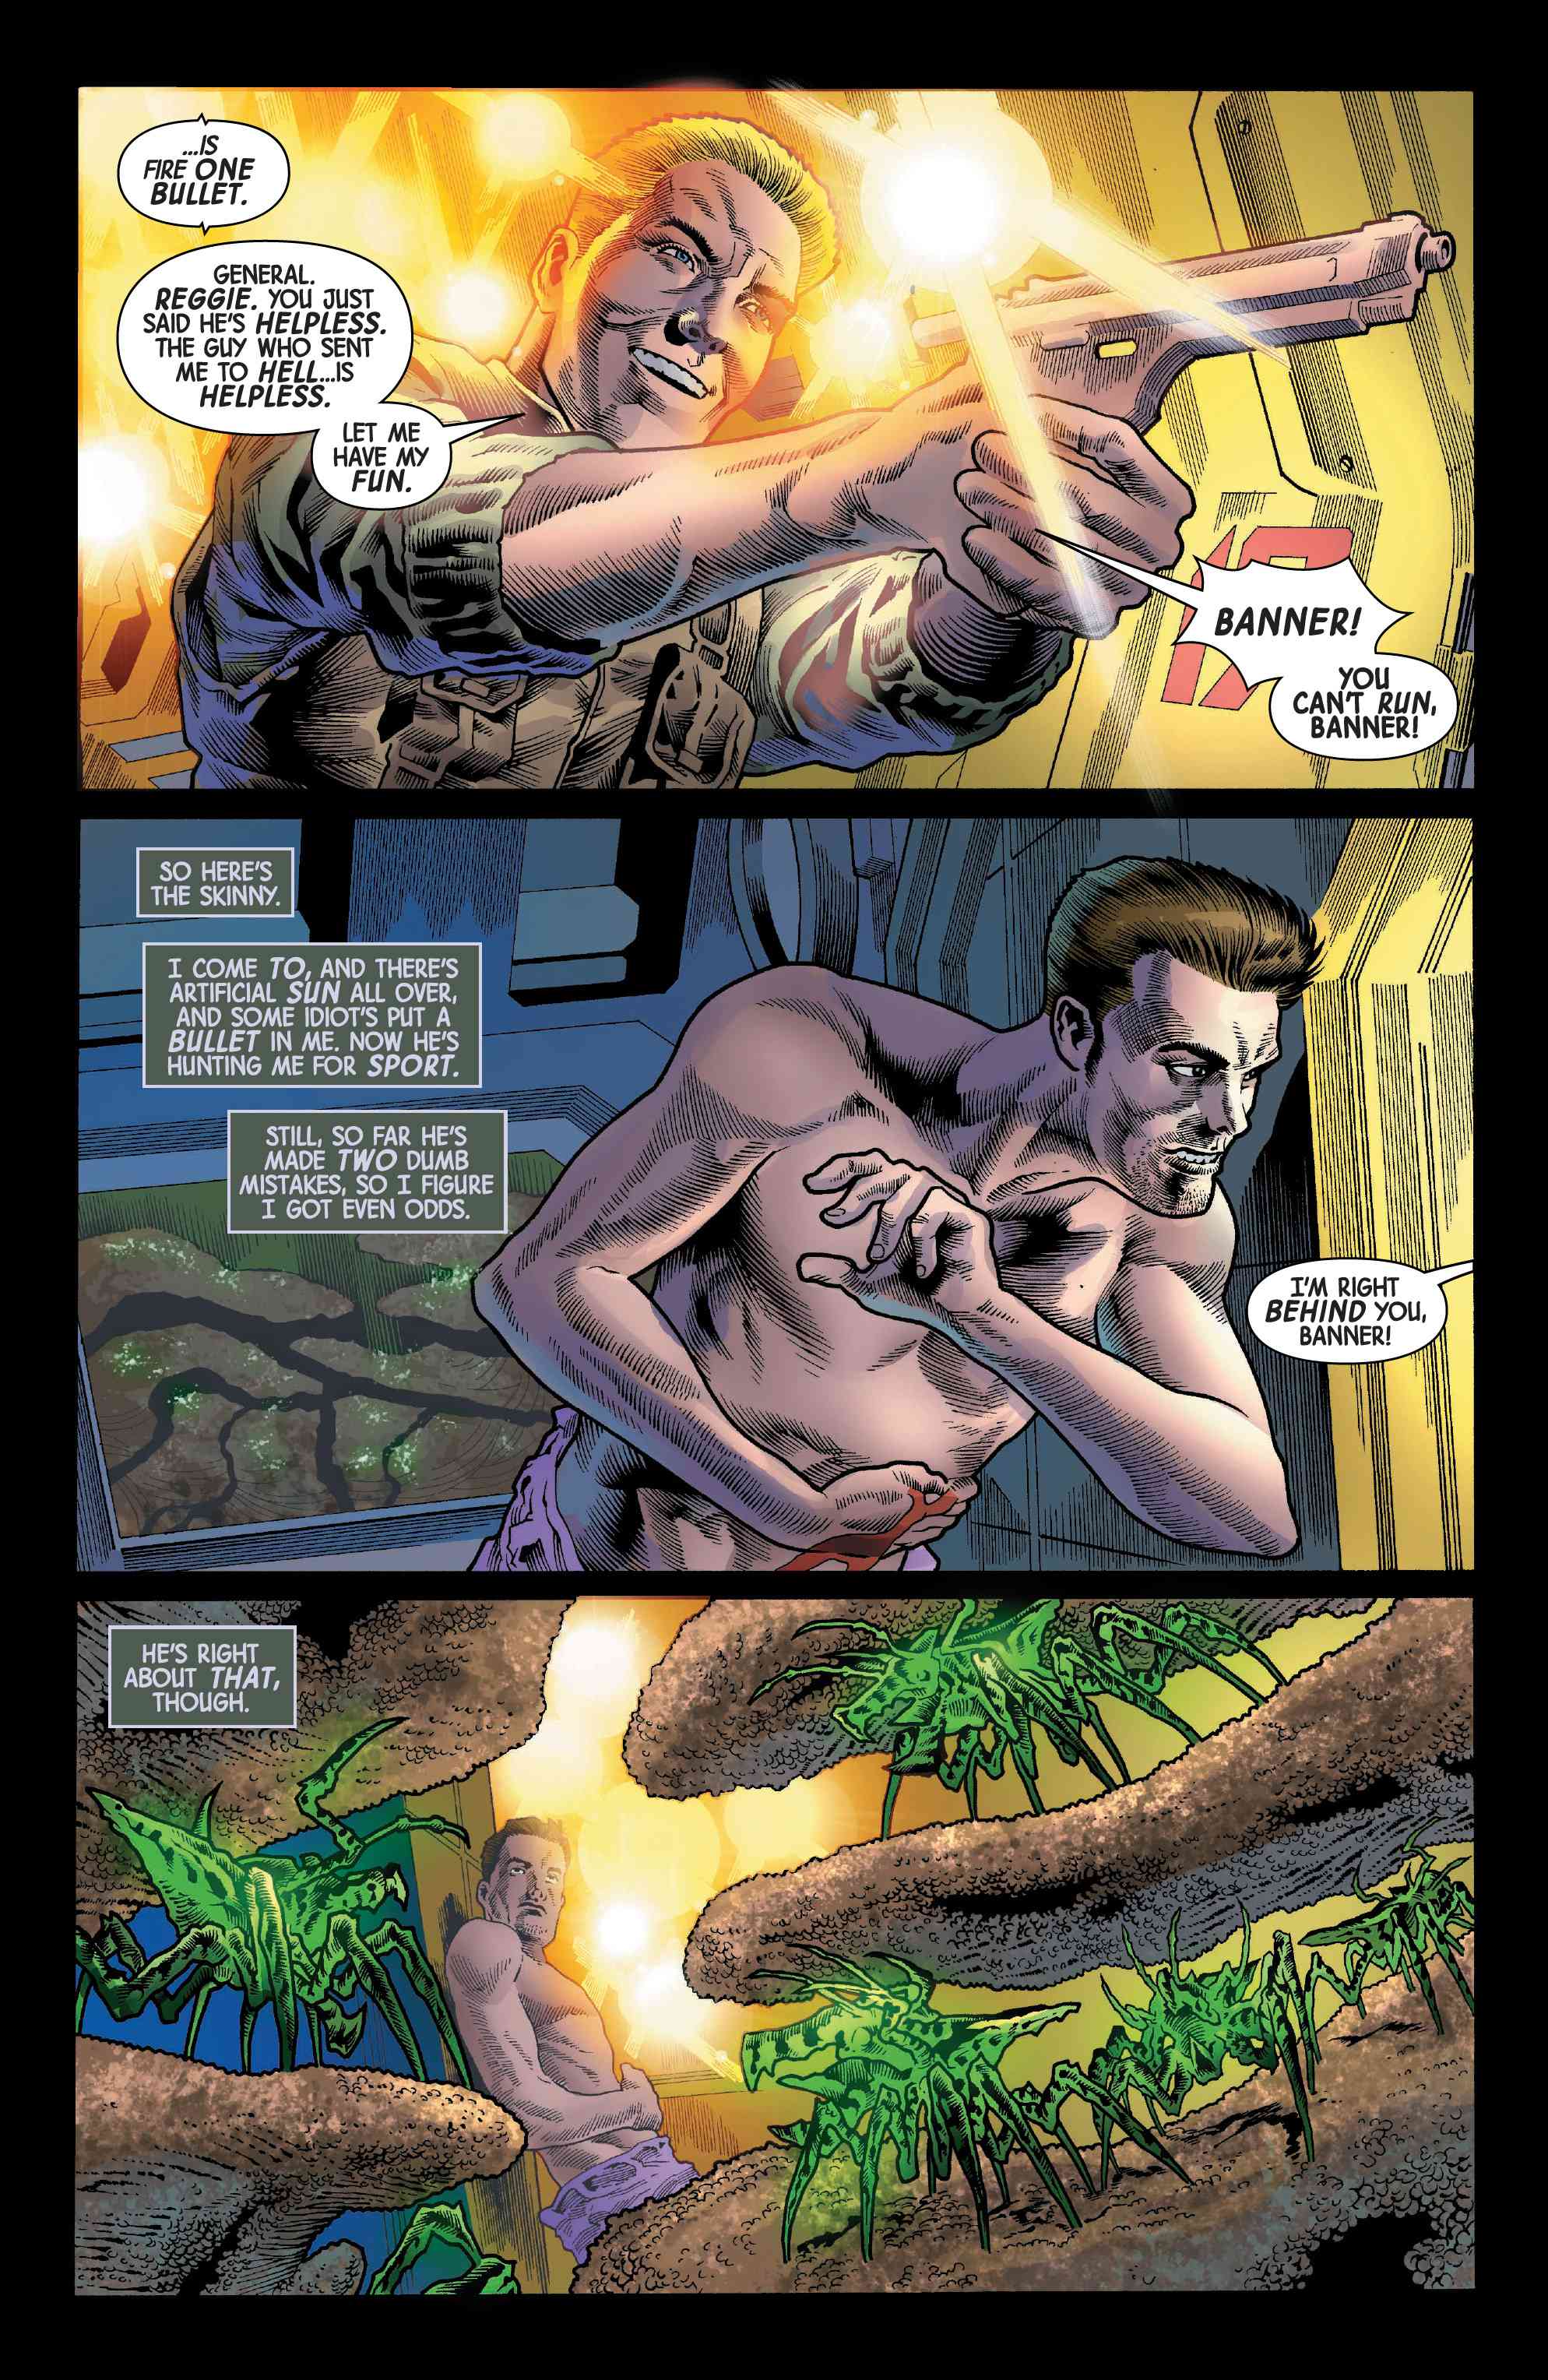 ...IS
FIRE ONE
BULLET.
GENERAL.
REGGIE. YOU JUST
SAID HE'S HELPLESS.
THE GUY WHO SENT
ME TO HELL...IS
HELPLESS.
LET ME
HAVE MY
FUN.
BANNER!
YOU
CAN'T RUN,
BANNER!
SO HERE'S
THE SKINNY.
I COME TO, AND THERE'S
ARTIFICIAL SUN ALL OVER,
AND SOME IDIOT'S PUT A
BULLET IN ME. NOW HE'S
HUNTING ME FOR SPORT.
STILL, SO FAR HE'S
MADE TWO DUMB
MISTAKES, SO I FIGURE
I GOT EVEN ODDS.
I'M RIGHT
BEHIND YOU,
BANNER!
HE'S RIGHT
ABOUT THAT,
THOUGH.